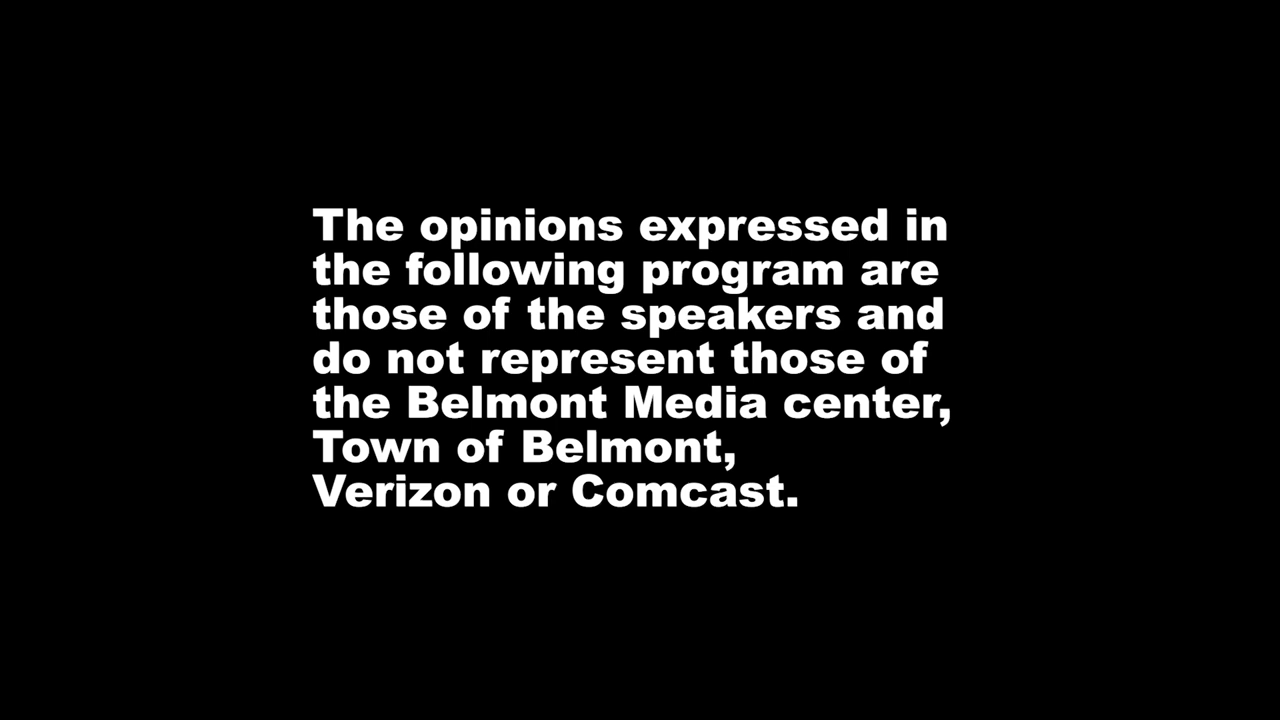 The opinions expressed in
the following program are
those of the speakers and
do not represent those of
the Belmont Media center,
Town of Belmont,
Verizon or Comcast.